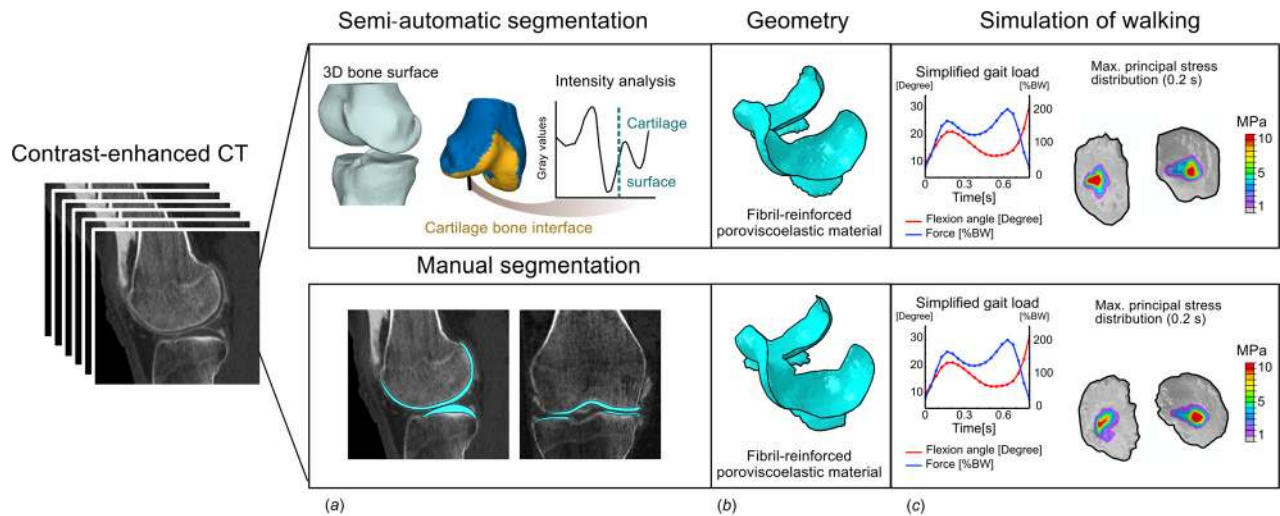 Semi-automatic segmentation
Geometry
Simulation of walking
Contrast-enhanced CT
3D bone surface
Intensity analysis
Gray values
Cartilage
surface
Cartilage bone interface
Fibril-reinforced
poroviscoelastic material
Simplified gait load
[Degree]
[%BW]
30
20
10
200
100
0
0
0.3
0.6
Time[s]
Flexion angle [Degree]
Force [%BW]
Max. principal stress
distribution (0.2 s)
MPa
10
5
1
Manual segmentation
Fibril-reinforced
poroviscoelastic material
Simplified gait load
[Degree]
[%BW]
30
20
10
200
100
0
0
0.3
0.6
Time[s]
Flexion angle [Degree]
Force [%BW]
Max. principal stress
distribution (0.2 s)
MPa
10
5
1
(a)
(b)
(c)